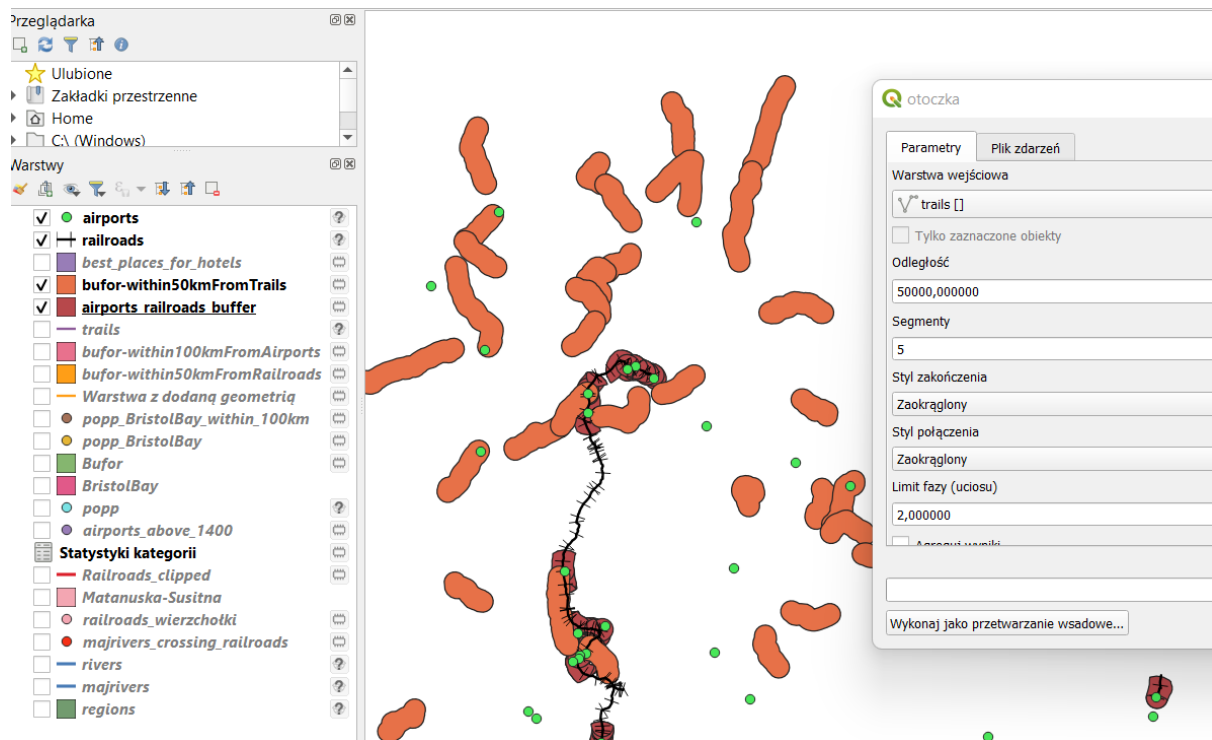 Przeglądarka
Ulubione
Zakładki przestrzenne
Home
C:\ (Windows)
Warstwy
airports
railroads
best_places_for_hotels
bufor-within50kmFromTrails
airports_railroads_buffer
trails
bufor-within100kmFromAirports
bufor-within50kmFromRailroads
Warstwa z dodaną geometrią
popp_BristolBay_within_100km
popp_BristolBay
Bufor
BristolBay
popp
airports_above_1400
Statystyki kategorii
Railroads_clipped
Matanuska-Susitna
railroads_wierzchołki
majrivers_crossing_railroads
rivers
majrivers
regions
otoczka
Parametry Plik zdarzeń
Warstwa wejściowa
trails []
Tylko zaznaczone obiekty
Odległość
50000,000000
Segmenty
5
Styl zakończenia
Zaokrąglony
Styl połączenia
Zaokrąglony
Limit fazy (uciosu)
2,000000
Agreguj wyniki
Wykonaj jako przetwarzanie wsadowe...